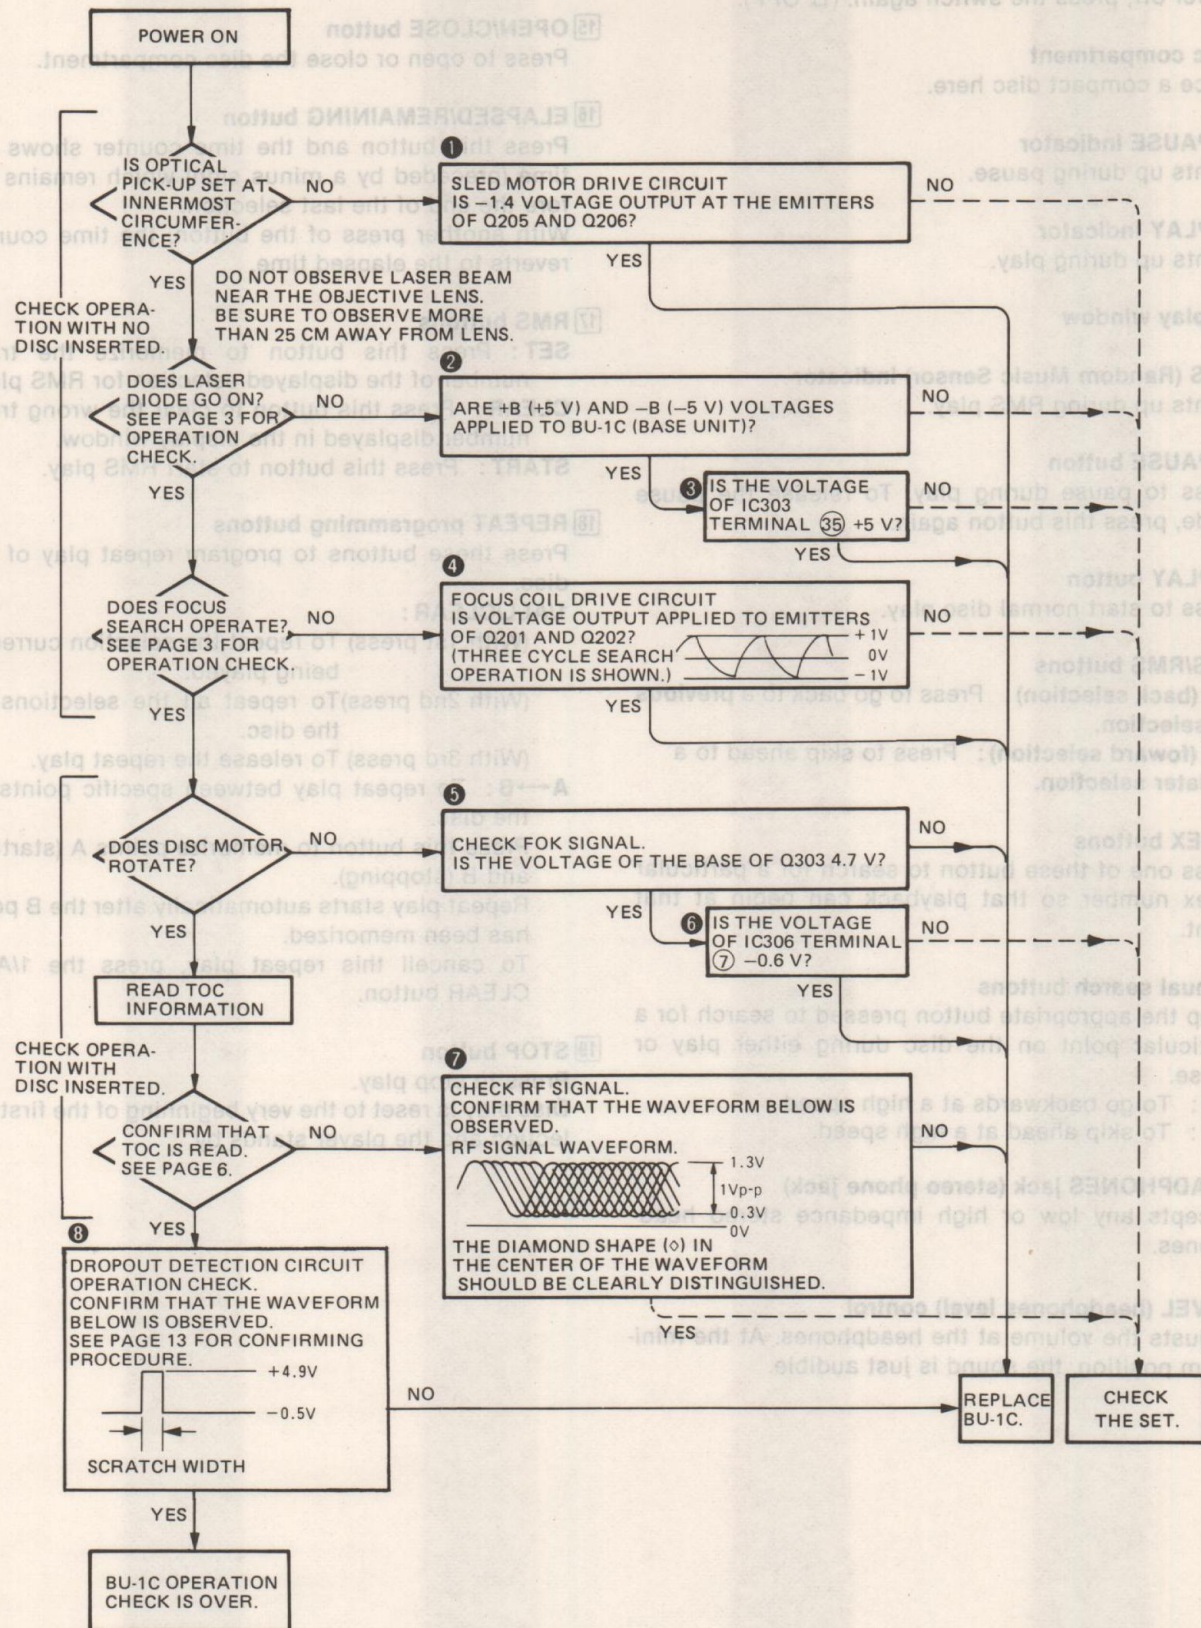 POWER ON
IS OPTICAL
PICK-UP SET AT
INNERMOST
CIRCUMFER-
ENCE?
NO
YES
❶
SLED MOTOR DRIVE CIRCUIT
IS −1.4 VOLTAGE OUTPUT AT THE EMITTERS
OF Q205 AND Q206?
NO
YES
DO NOT OBSERVE LASER BEAM
NEAR THE OBJECTIVE LENS.
BE SURE TO OBSERVE MORE
THAN 25 CM AWAY FROM LENS.
CHECK OPERA-
TION WITH NO
DISC INSERTED.
DOES LASER
DIODE GO ON?
SEE PAGE 3 FOR
OPERATION
CHECK.
NO
YES
❷
ARE +B (+5 V) AND −B (−5 V) VOLTAGES
APPLIED TO BU-1C (BASE UNIT)?
NO
YES
❸
IS THE VOLTAGE
OF IC303
TERMINAL ㉟ +5 V?
NO
YES
DOES FOCUS
SEARCH OPERATE?
SEE PAGE 3 FOR
OPERATION CHECK.
NO
YES
❹
FOCUS COIL DRIVE CIRCUIT
IS VOLTAGE OUTPUT APPLIED TO EMITTERS
OF Q201 AND Q202?
(THREE CYCLE SEARCH
OPERATION IS SHOWN.)
+1V
0V
−1V
NO
YES
DOES DISC MOTOR
ROTATE?
NO
YES
❺
CHECK FOK SIGNAL.
IS THE VOLTAGE OF THE BASE OF Q303 4.7 V?
NO
YES
❻
IS THE VOLTAGE
OF IC306 TERMINAL
⑦ −0.6 V?
NO
YES
READ TOC
INFORMATION
CHECK OPERA-
TION WITH
DISC INSERTED.
CONFIRM THAT
TOC IS READ.
SEE PAGE 6.
NO
YES
❼
CHECK RF SIGNAL.
CONFIRM THAT THE WAVEFORM BELOW IS
OBSERVED.
RF SIGNAL WAVEFORM.
1.3V
1Vp-p
0.3V
0V
THE DIAMOND SHAPE (◇) IN
THE CENTER OF THE WAVEFORM
SHOULD BE CLEARLY DISTINGUISHED.
NO
YES
❽
DROPOUT DETECTION CIRCUIT
OPERATION CHECK.
CONFIRM THAT THE WAVEFORM
BELOW IS OBSERVED.
SEE PAGE 13 FOR CONFIRMING
PROCEDURE.
+4.9V
−0.5V
SCRATCH WIDTH
NO
YES
REPLACE
BU-1C.
CHECK
THE SET.
BU-1C OPERATION
CHECK IS OVER.